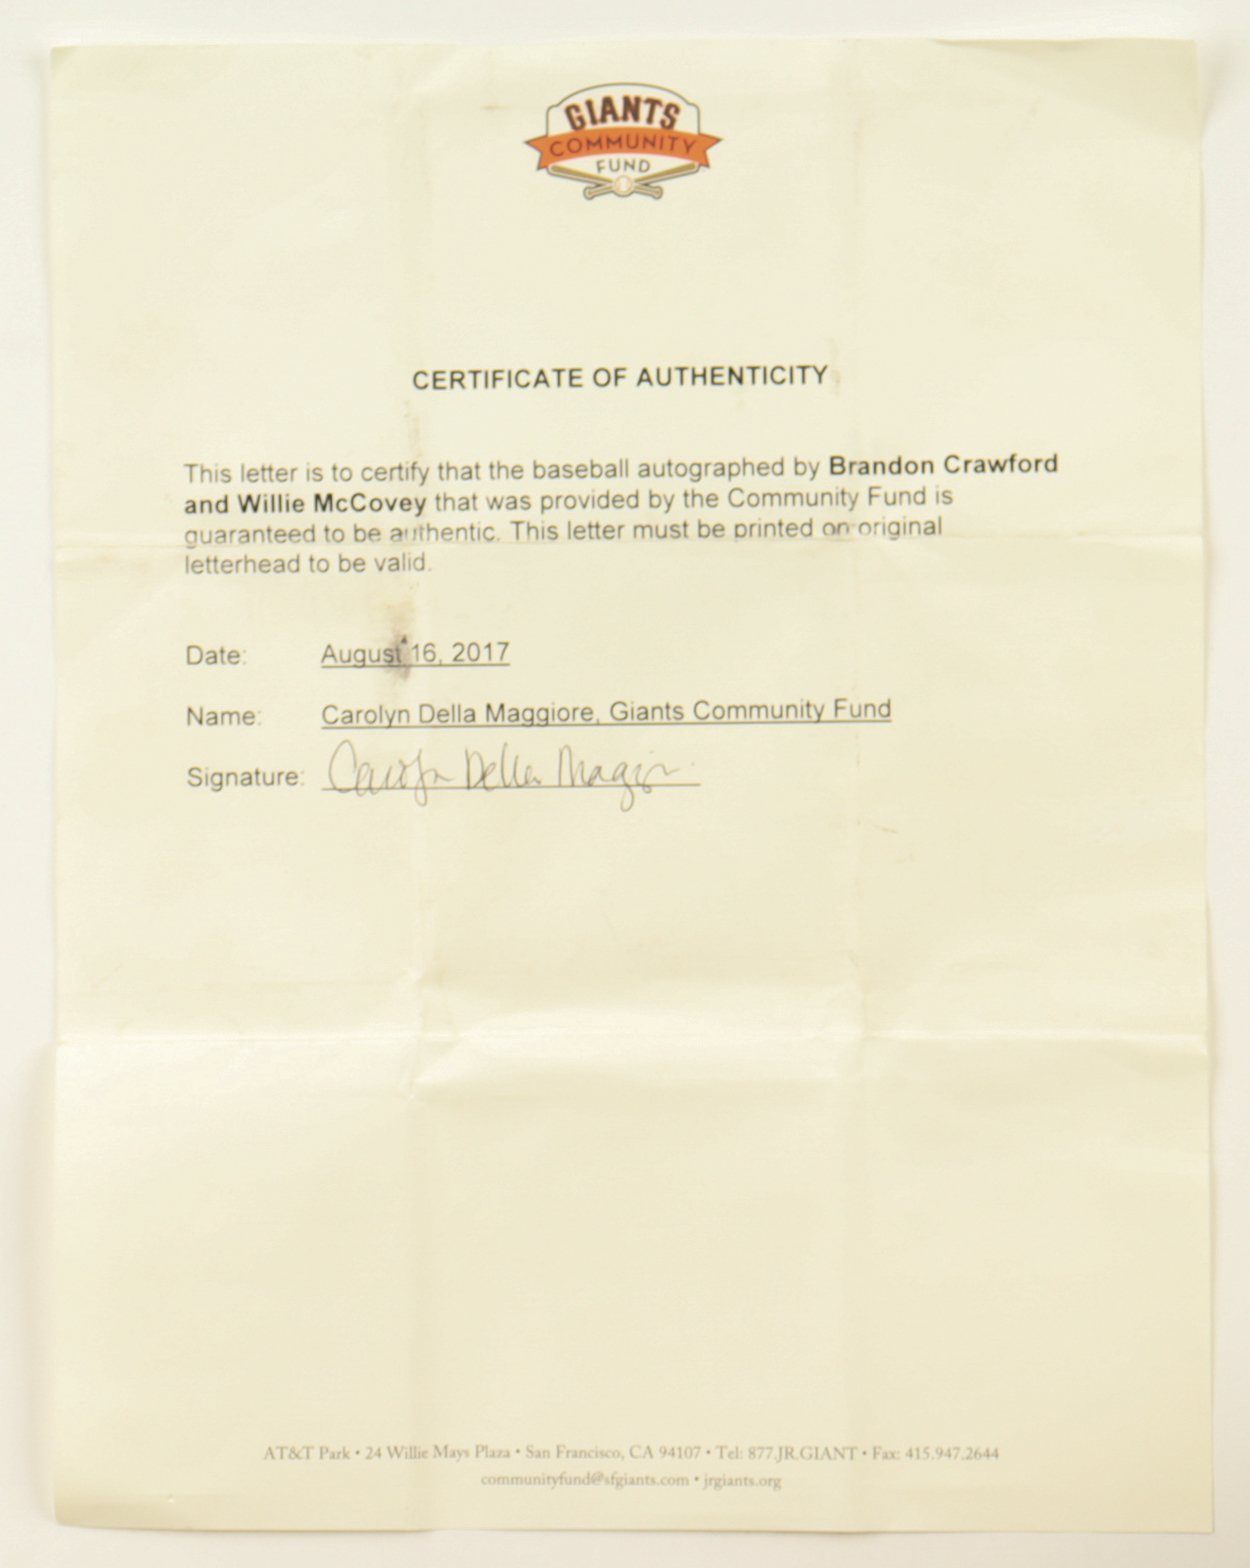 GIANTS
COMMUNITY
FUND
CERTIFICATE OF AUTHENTICITY
This letter is to certify that the baseball autographed by Brandon Crawford
and Willie McCovey that was provided by the Community Fund is
guaranteed to be authentic. This letter must be printed on original
letterhead to be valid.
Date: August 16, 2017
Name: Carolyn Della Maggiore, Giants Community Fund
Signature: Carolyn Della Maggiore
AT&T Park • 24 Willie Mays Plaza • San Francisco, CA 94107 • Tel: 877.JR.GIANT • Fax: 415.947.2644
communityfund@sfgiants.com • jrgiants.org